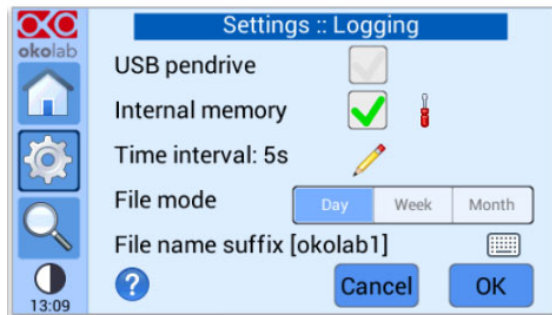 Settings :: Logging
okolab
USB pendrive
Internal memory
Time interval: 5s
File mode
Day Week Month
File name suffix [okolab1]
? Cancel OK
13:09